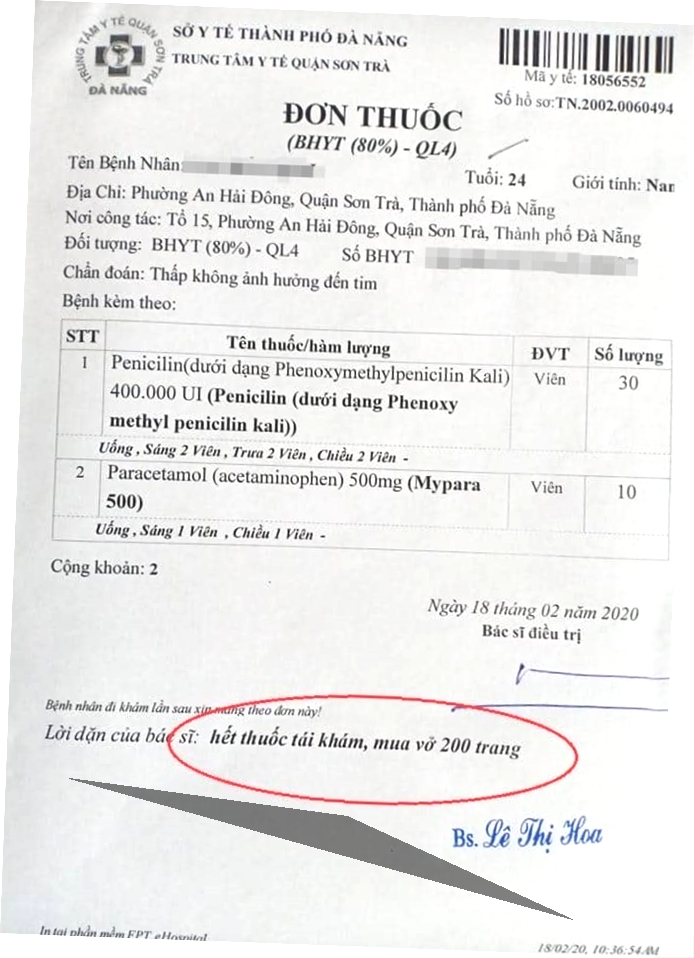 TRUNG TÂM Y TẾ QUẬN SƠN TRÀ
ĐÀ NẴNG
SỞ Y TẾ THÀNH PHỐ ĐÀ NẴNG
TRUNG TÂM Y TẾ QUẬN SƠN TRÀ
Mã y tế: 18056552
Số hồ sơ:TN.2002.0060494
ĐƠN THUỐC
(BHYT (80%) - QL4)
Tên Bệnh Nhân:
Tuổi: 24 Giới tính: Nam
Địa Chỉ: Phường An Hải Đông, Quận Sơn Trà, Thành phố Đà Nẵng
Nơi công tác: Tổ 15, Phường An Hải Đông, Quận Sơn Trà, Thành phố Đà Nẵng
Đối tượng: BHYT (80%) - QL4 Số BHYT
Chẩn đoán: Thấp không ảnh hưởng đến tim
Bệnh kèm theo:
STT Tên thuốc/hàm lượng ĐVT Số lượng
1 Penicilin(dưới dạng Phenoxymethylpenicilin Kali) Viên 30
400.000 UI (Penicilin (dưới dạng Phenoxy
methyl penicilin kali))
Uống , Sáng 2 Viên , Trưa 2 Viên , Chiều 2 Viên -
2 Paracetamol (acetaminophen) 500mg (Mypara Viên 10
500)
Uống , Sáng 1 Viên , Chiều 1 Viên -
Cộng khoản: 2
Ngày 18 tháng 02 năm 2020
Bác sĩ điều trị
Bệnh nhân đi khám lần sau xin mang theo đơn này!
Lời dặn của bác sĩ: hết thuốc tái khám, mua vở 200 trang
Bs. Lê Thị Hoa
In tại phần mềm FPT.eHospital
18/02/20, 10:36:54AM